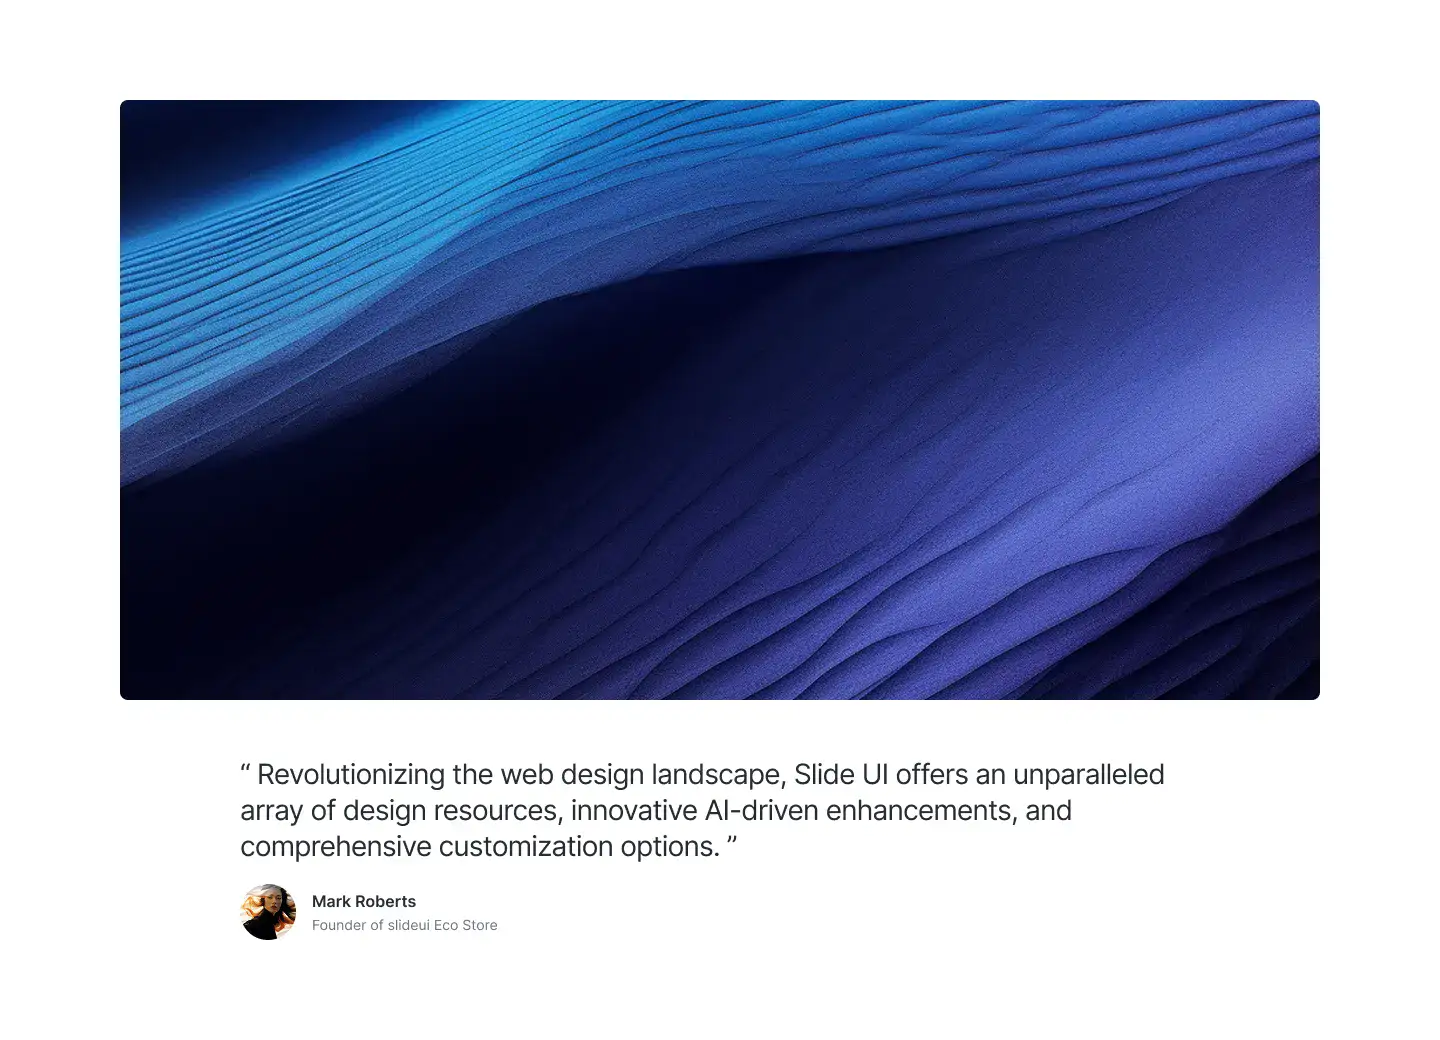 “ Revolutionizing the web design landscape, Slide UI offers an unparalleled
array of design resources, innovative AI-driven enhancements, and
comprehensive customization options. ”
Mark Roberts
Founder of slideui Eco Store